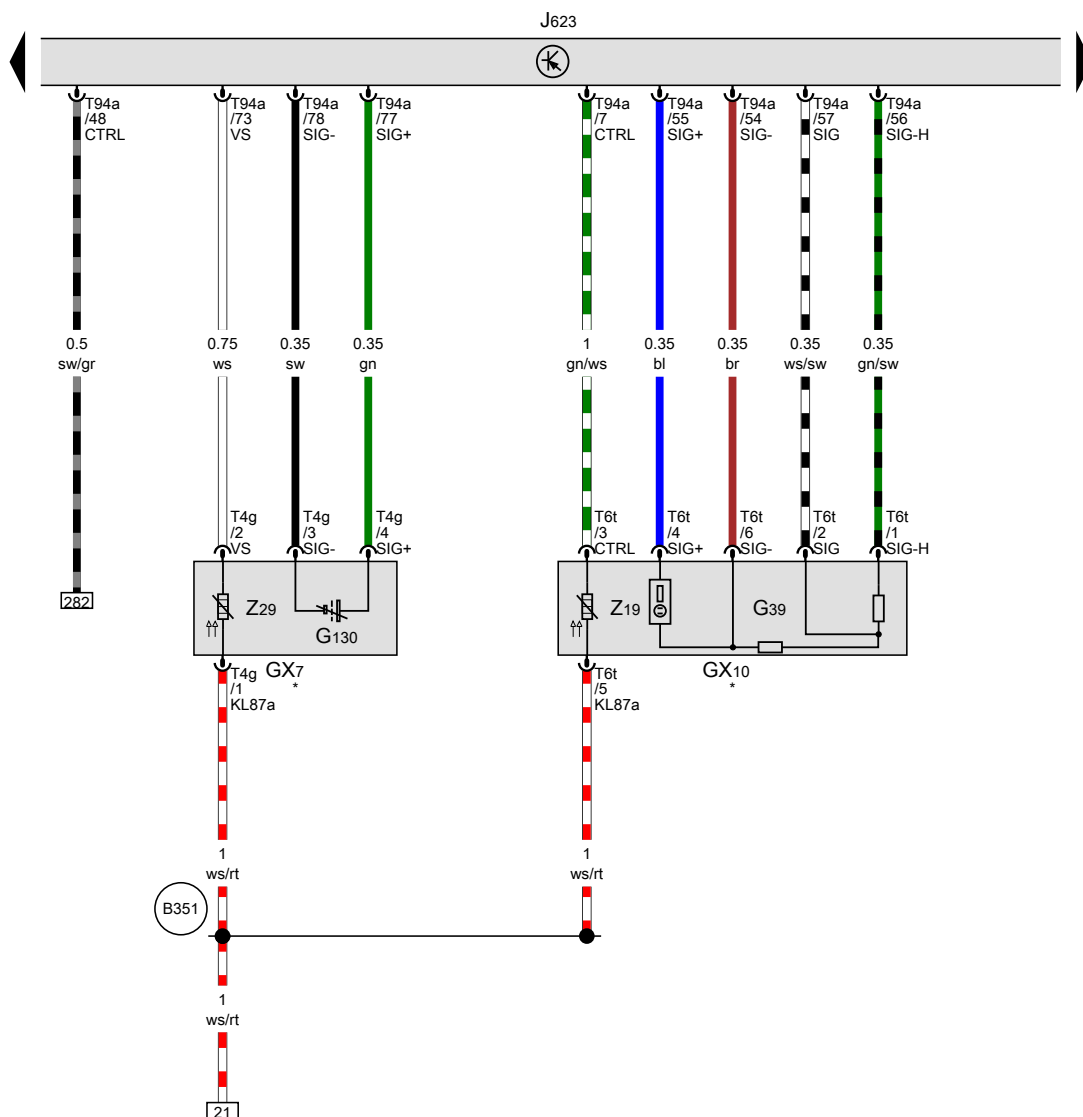 J623
T94a
/48
CTRL
T94a
/73
VS
T94a
/78
SIG-
T94a
/77
SIG+
T94a
/7
CTRL
T94a
/55
SIG+
T94a
/54
SIG-
T94a
/57
SIG
T94a
/56
SIG-H
0.5
sw/gr
0.75
ws
0.35
sw
0.35
gn
1
gn/ws
0.35
bl
0.35
br
0.35
ws/sw
0.35
gn/sw
T4g
/2
VS
T4g
/3
SIG-
T4g
/4
SIG+
T6t
/3
CTRL
T6t
/4
SIG+
T6t
/6
SIG-
T6t
/2
SIG
T6t
/1
SIG-H
282
Z29
G130
Z19
G39
T4g
/1
KL87a
GX7
*
T6t
/5
KL87a
GX10
*
1
ws/rt
1
ws/rt
B351
1
ws/rt
21